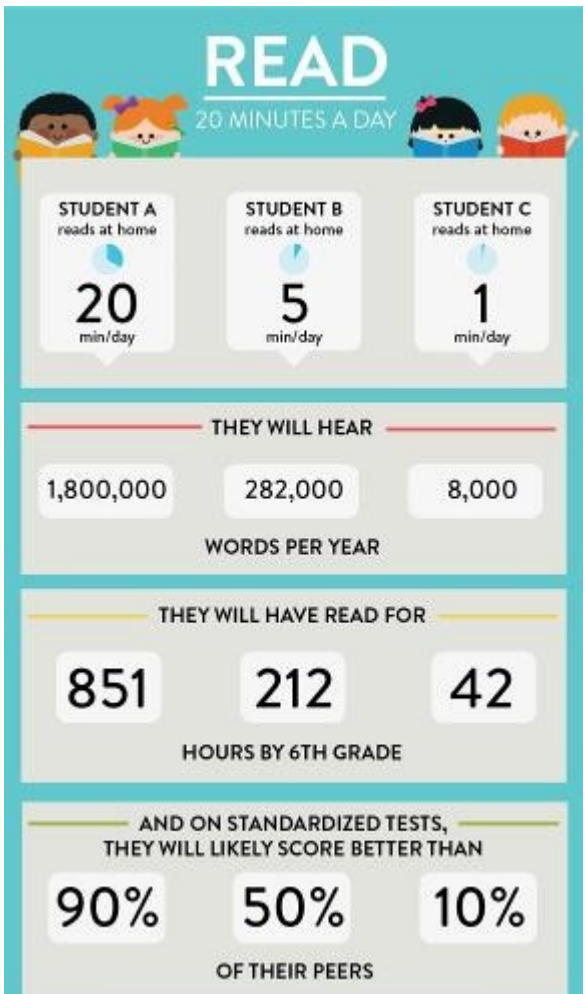 READ
20 MINUTES A DAY
STUDENT A
reads at home
20
min/day
STUDENT B
reads at home
5
min/day
STUDENT C
reads at home
1
min/day
THEY WILL HEAR
1,800,000 282,000 8,000
WORDS PER YEAR
THEY WILL HAVE READ FOR
851 212 42
HOURS BY 6TH GRADE
AND ON STANDARDIZED TESTS,
THEY WILL LIKELY SCORE BETTER THAN
90% 50% 10%
OF THEIR PEERS